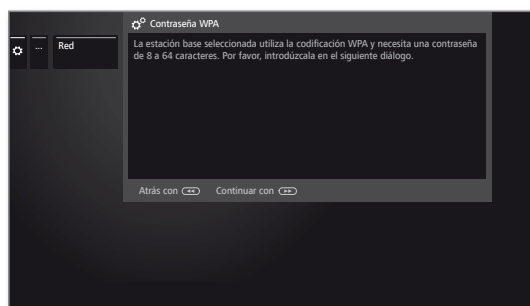 Contraseña WPA
... Red
La estación base seleccionada utiliza la codificación WPA y necesita una contraseña
de 8 a 64 caracteres. Por favor, introdúzcala en el siguiente diálogo.
Atrás con Continuar con